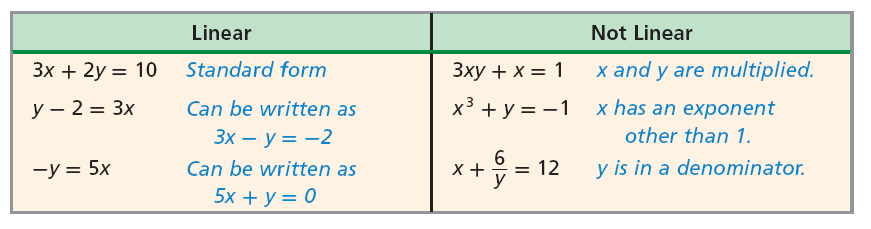 Linear Not Linear
3x + 2y = 10 Standard form 3xy + x = 1 x and y are multiplied.
y − 2 = 3x Can be written as x³ + y = −1 x has an exponent
3x − y = −2 other than 1.
−y = 5x Can be written as x + 6/y = 12 y is in a denominator.
5x + y = 0